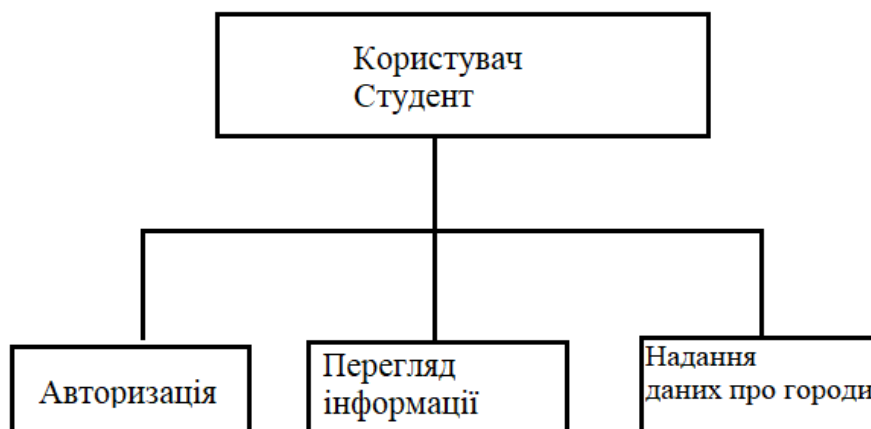 Користувач
Студент
Авторизація
Перегляд
інформації
Надання
даних про городи